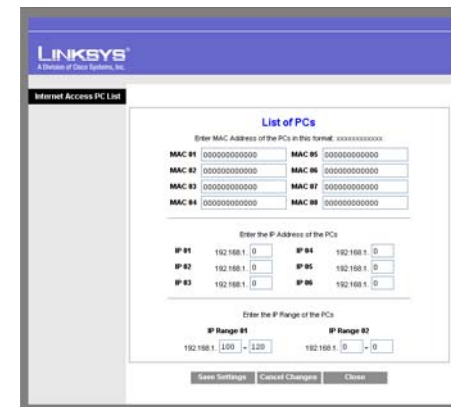 LINKSYS®
A Division of Cisco Systems, Inc.
Internet Access PC List
List of PCs
Enter MAC Address of the PCs in this format: xxxxxxxxxxxx
MAC 01 000000000000 MAC 05 000000000000
MAC 02 000000000000 MAC 06 000000000000
MAC 03 000000000000 MAC 07 000000000000
MAC 04 000000000000 MAC 08 000000000000
Enter the IP Address of the PCs
IP 01 192.168.1. 0 IP 04 192.168.1. 0
IP 02 192.168.1. 0 IP 05 192.168.1. 0
IP 03 192.168.1. 0 IP 06 192.168.1. 0
Enter the IP Range of the PCs
IP Range 01 IP Range 02
192.168.1. 100 ~ 120 192.168.1. 0 ~ 0
Save Settings Cancel Changes Close